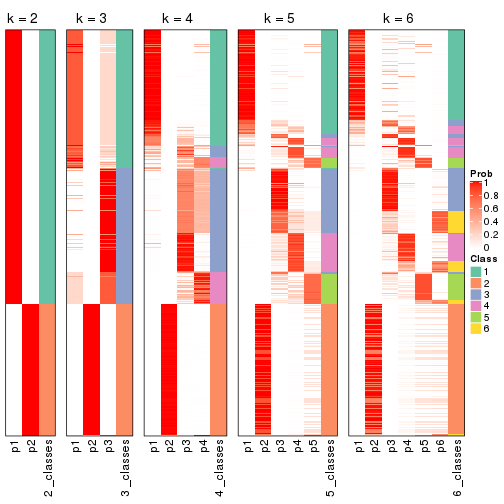 k = 2
k = 3
k = 4
k = 5
k = 6
Prob
1
0.8
0.6
0.4
0.2
0
Class
1
2
3
4
5
6
p1
p2
2_classes
p1
p2
p3
3_classes
p1
p2
p3
p4
4_classes
p1
p2
p3
p4
p5
5_classes
p1
p2
p3
p4
p5
p6
6_classes